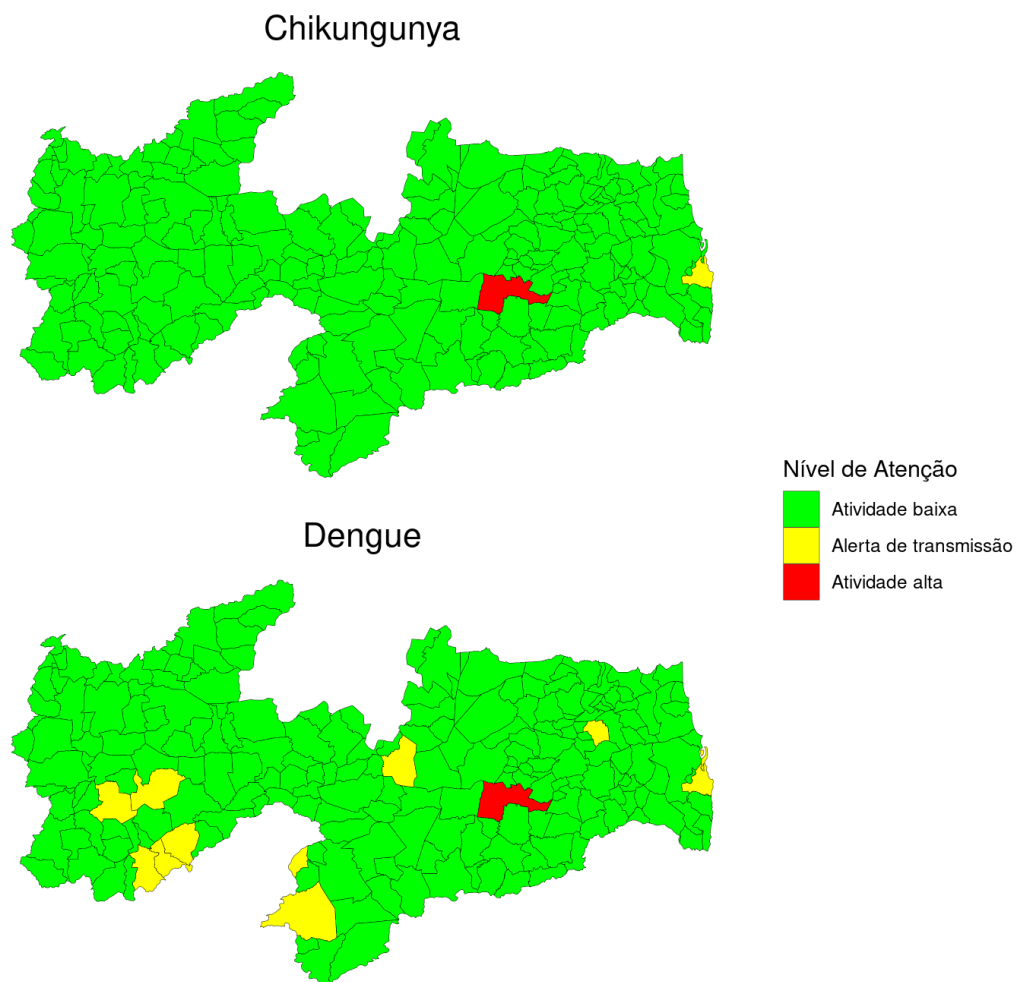 Chikungunya
Nível de Atenção
Atividade baixa
Alerta de transmissão
Atividade alta
Dengue